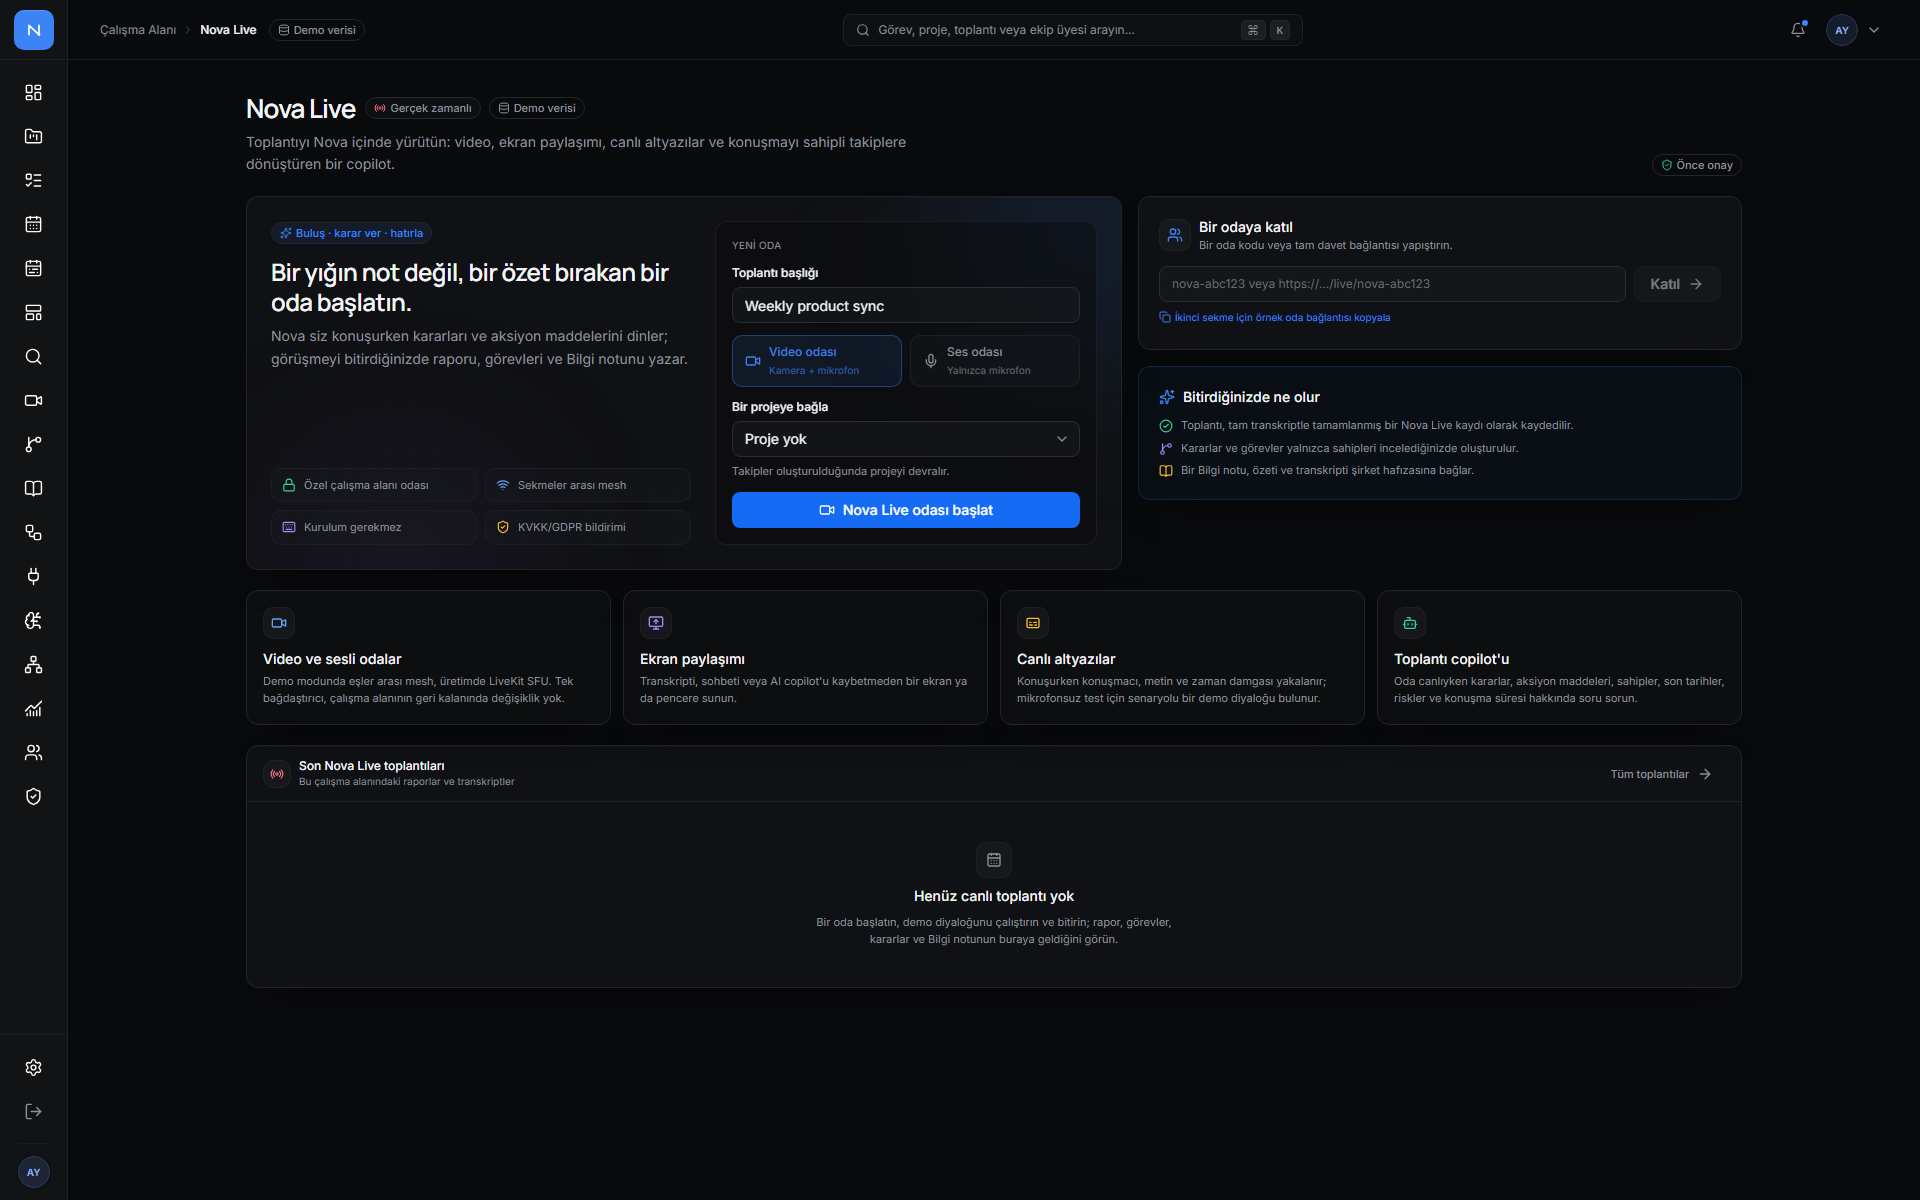 N
Çalışma Alanı
Nova Live
Demo verisi
Görev, proje, toplantı veya ekip üyesi arayın...
⌘ K
AY
Nova Live
Gerçek zamanlı
Demo verisi
Toplantıyı Nova içinde yürütün: video, ekran paylaşımı, canlı altyazılar ve konuşmayı sahipli takiplere
dönüştüren bir copilot.
Önce onay
Buluş · karar ver · hatırla
Bir yığın not değil, bir özet bırakan bir
oda başlatın.
Nova siz konuşurken kararları ve aksiyon maddelerini dinler;
görüşmeyi bitirdiğinizde raporu, görevleri ve Bilgi notunu yazar.
Özel çalışma alanı odası
Sekmeler arası mesh
Kurulum gerekmez
KVKK/GDPR bildirimi
YENİ ODA
Toplantı başlığı
Weekly product sync
Video odası
Kamera + mikrofon
Ses odası
Yalnızca mikrofon
Bir projeye bağla
Proje yok
Takipler oluşturulduğunda projeyi devralır.
Nova Live odası başlat
Bir odaya katıl
Bir oda kodu veya tam davet bağlantısı yapıştırın.
nova-abc123 veya https://.../live/nova-abc123
Katıl
İkinci sekme için örnek oda bağlantısı kopyala
Bitirdiğinizde ne olur
Toplantı, tam transkriptle tamamlanmış bir Nova Live kaydı olarak kaydedilir.
Kararlar ve görevler yalnızca sahipleri incelediğinizde oluşturulur.
Bir Bilgi notu, özeti ve transkripti şirket hafızasına bağlar.
Video ve sesli odalar
Demo modunda eşler arası mesh, üretimde LiveKit SFU. Tek
bağdaştırıcı, çalışma alanının geri kalanında değişiklik yok.
Ekran paylaşımı
Transkripti, sohbeti veya AI copilot'u kaybetmeden bir ekran ya
da pencere sunun.
Canlı altyazılar
Konuşurken konuşmacı, metin ve zaman damgası yakalanır;
mikrofonsuz test için senaryolu bir demo diyaloğu bulunur.
Toplantı copilot'u
Oda canlıyken kararlar, aksiyon maddeleri, sahipler, son tarihler,
riskler ve konuşma süresi hakkında soru sorun.
Son Nova Live toplantıları
Bu çalışma alanındaki raporlar ve transkriptler
Tüm toplantılar
Henüz canlı toplantı yok
Bir oda başlatın, demo diyaloğunu çalıştırın ve bitirin; rapor, görevler,
kararlar ve Bilgi notunun buraya geldiğini görün.
AY